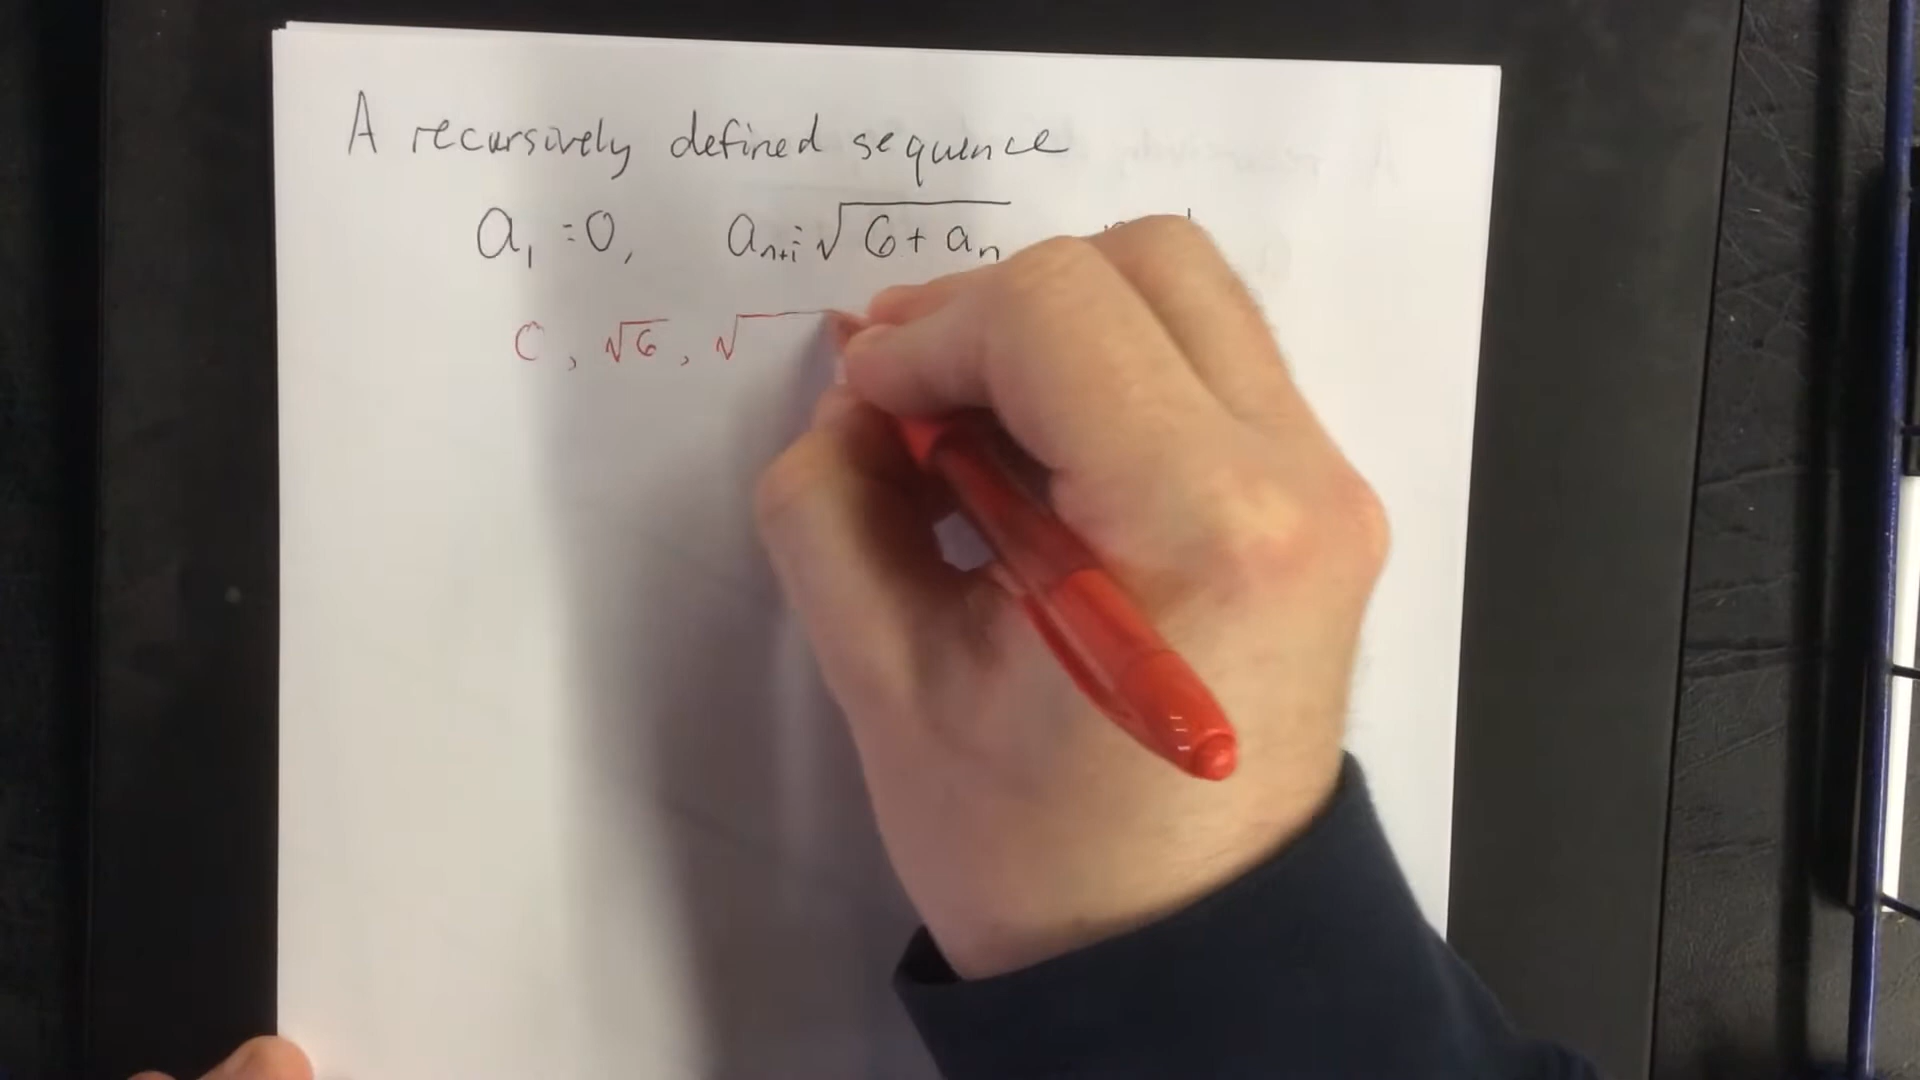 A recursively defined sequence
a₁ = 0, aₙ₊₁ = √(6 + aₙ)
0, √6, √